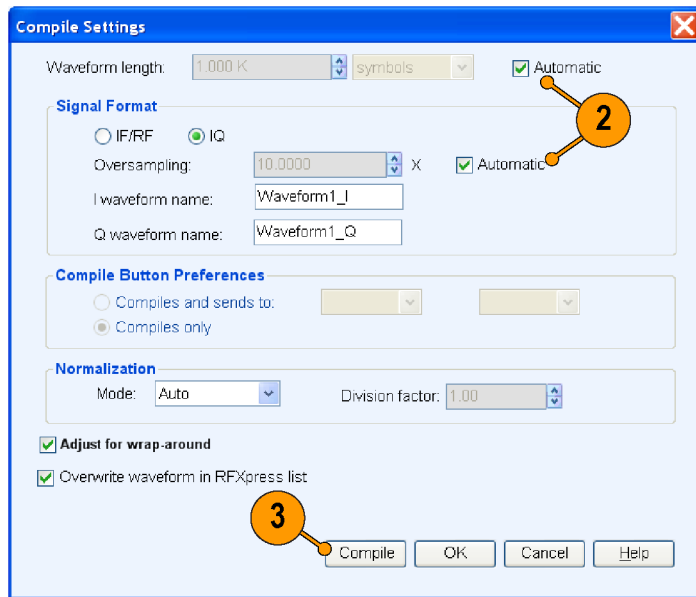 Compile Settings
Waveform length: 1.000 K symbols Automatic
2
Signal Format
IF/RF IQ
Oversampling: 10.0000 X Automatic
I waveform name: Waveform1_I
Q waveform name: Waveform1_Q
Compile Button Preferences
Compiles and sends to:
Compiles only
Normalization
Mode: Auto Division factor: 1.00
Adjust for wrap-around
Overwrite waveform in RFXpress list
3
Compile OK Cancel Help